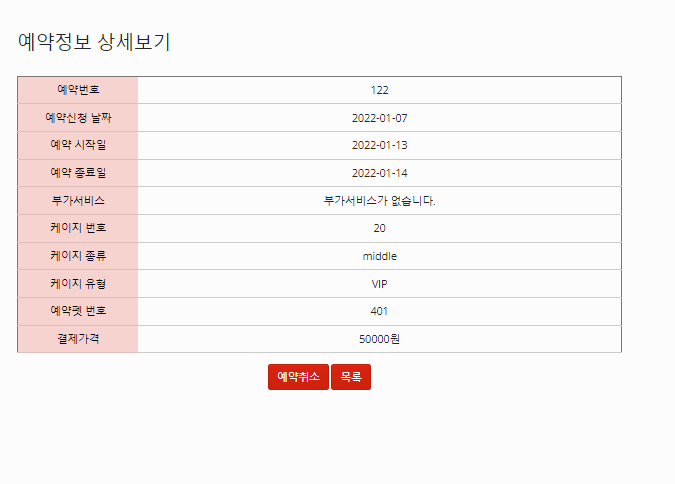 예약정보 상세보기
예약번호 122
예약신청 날짜 2022-01-07
예약 시작일 2022-01-13
예약 종료일 2022-01-14
부가서비스 부가서비스가 없습니다.
케이지 번호 20
케이지 종류 middle
케이지 유형 VIP
예약펫 번호 401
결제가격 50000원
예약취소 목록